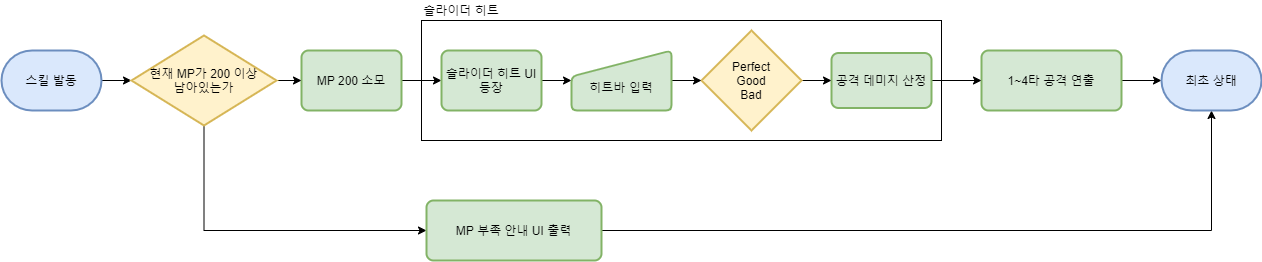 슬라이더 히트
스킬 발동
현재 MP가 200 이상
남아있는가
MP 200 소모
슬라이더 히트 UI
등장
히트바 입력
Perfect
Good
Bad
공격 데미지 산정
1~4타 공격 연출
최초 상태
MP 부족 안내 UI 출력